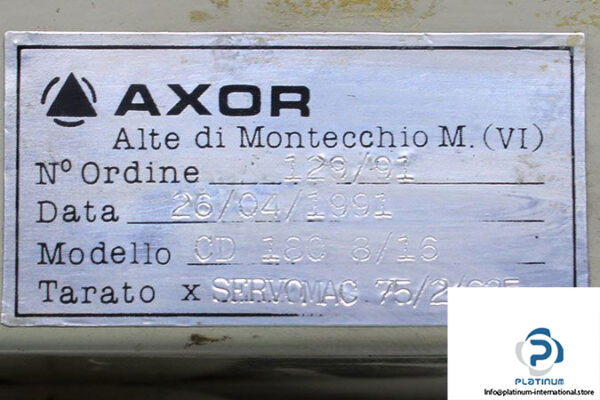 AXOR
Alte di Montecchio M. (VI)
Nº Ordine 129/91
Data 26/04/1991
Modello CD 180 8/16
Tarato x SERVOMAC 75/2/
PLATINUM
Info@platinum-international.store